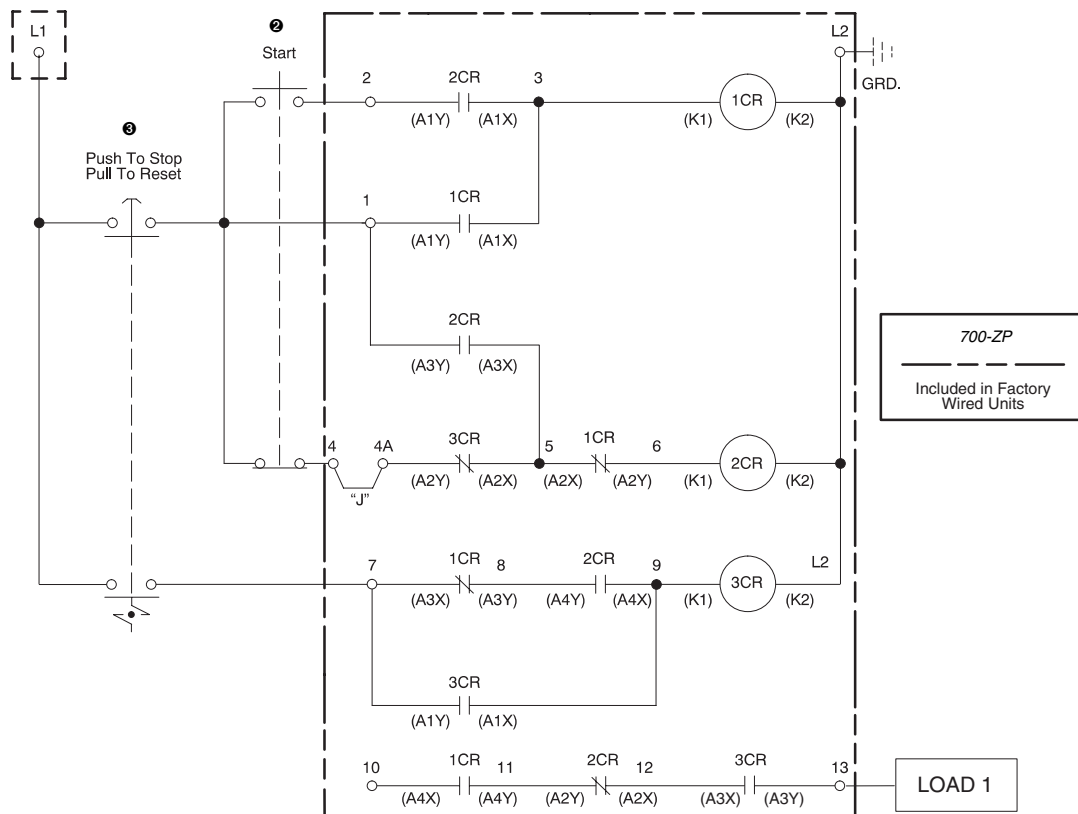 L1
❷
Start
L2
GRD.
2 2CR 3
(A1Y) (A1X) (K1) 1CR (K2)
❸
Push To Stop
Pull To Reset
1 1CR
(A1Y) (A1X)
2CR
(A3Y) (A3X)
700-ZP
Included in Factory
Wired Units
4 4A 3CR 5 1CR 6
(A2Y) (A2X) (A2X) (A2Y) (K1) 2CR (K2)
"J"
7 1CR 8 2CR 9 L2
(A3X) (A3Y) (A4Y) (A4X) (K1) 3CR (K2)
3CR
(A1Y) (A1X)
10 1CR 11 2CR 12 3CR 13
(A4X) (A4Y) (A2Y) (A2X) (A3X) (A3Y)
LOAD 1